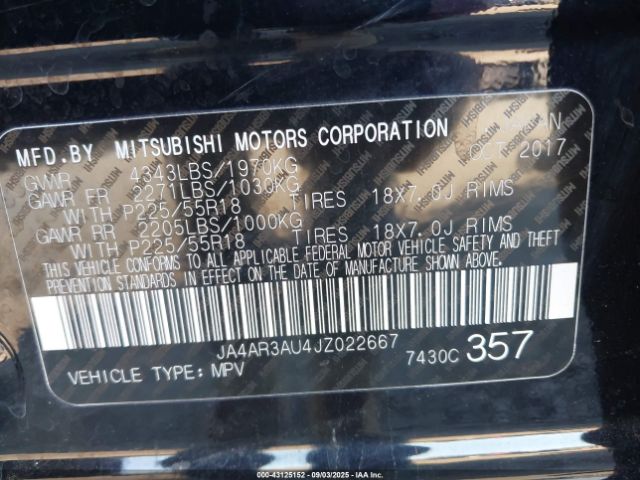 MFD.BY MITSUBISHI MOTORS CORPORATION
OCT 2017
GVWR 4343LBS/1970KG
GAWR FR 2271LBS/1030KG
WITH P225/55R18 TIRES 18X7.0J RIMS
GAWR RR 2205LBS/1000KG
WITH P225/55R18 TIRES 18X7.0J RIMS
THIS VEHICLE CONFORMS TO ALL APPLICABLE FEDERAL MOTOR VEHICLE SAFETY AND THEFT
PREVENTION STANDARDS IN EFFECT ON THE DATE OF MANUFACTURE SHOWN ABOVE.
JA4AR3AU4JZ022667
VEHICLE TYPE: MPV 7430C 357
©00-43125152 | 09/03/2025 - IAA Inc.